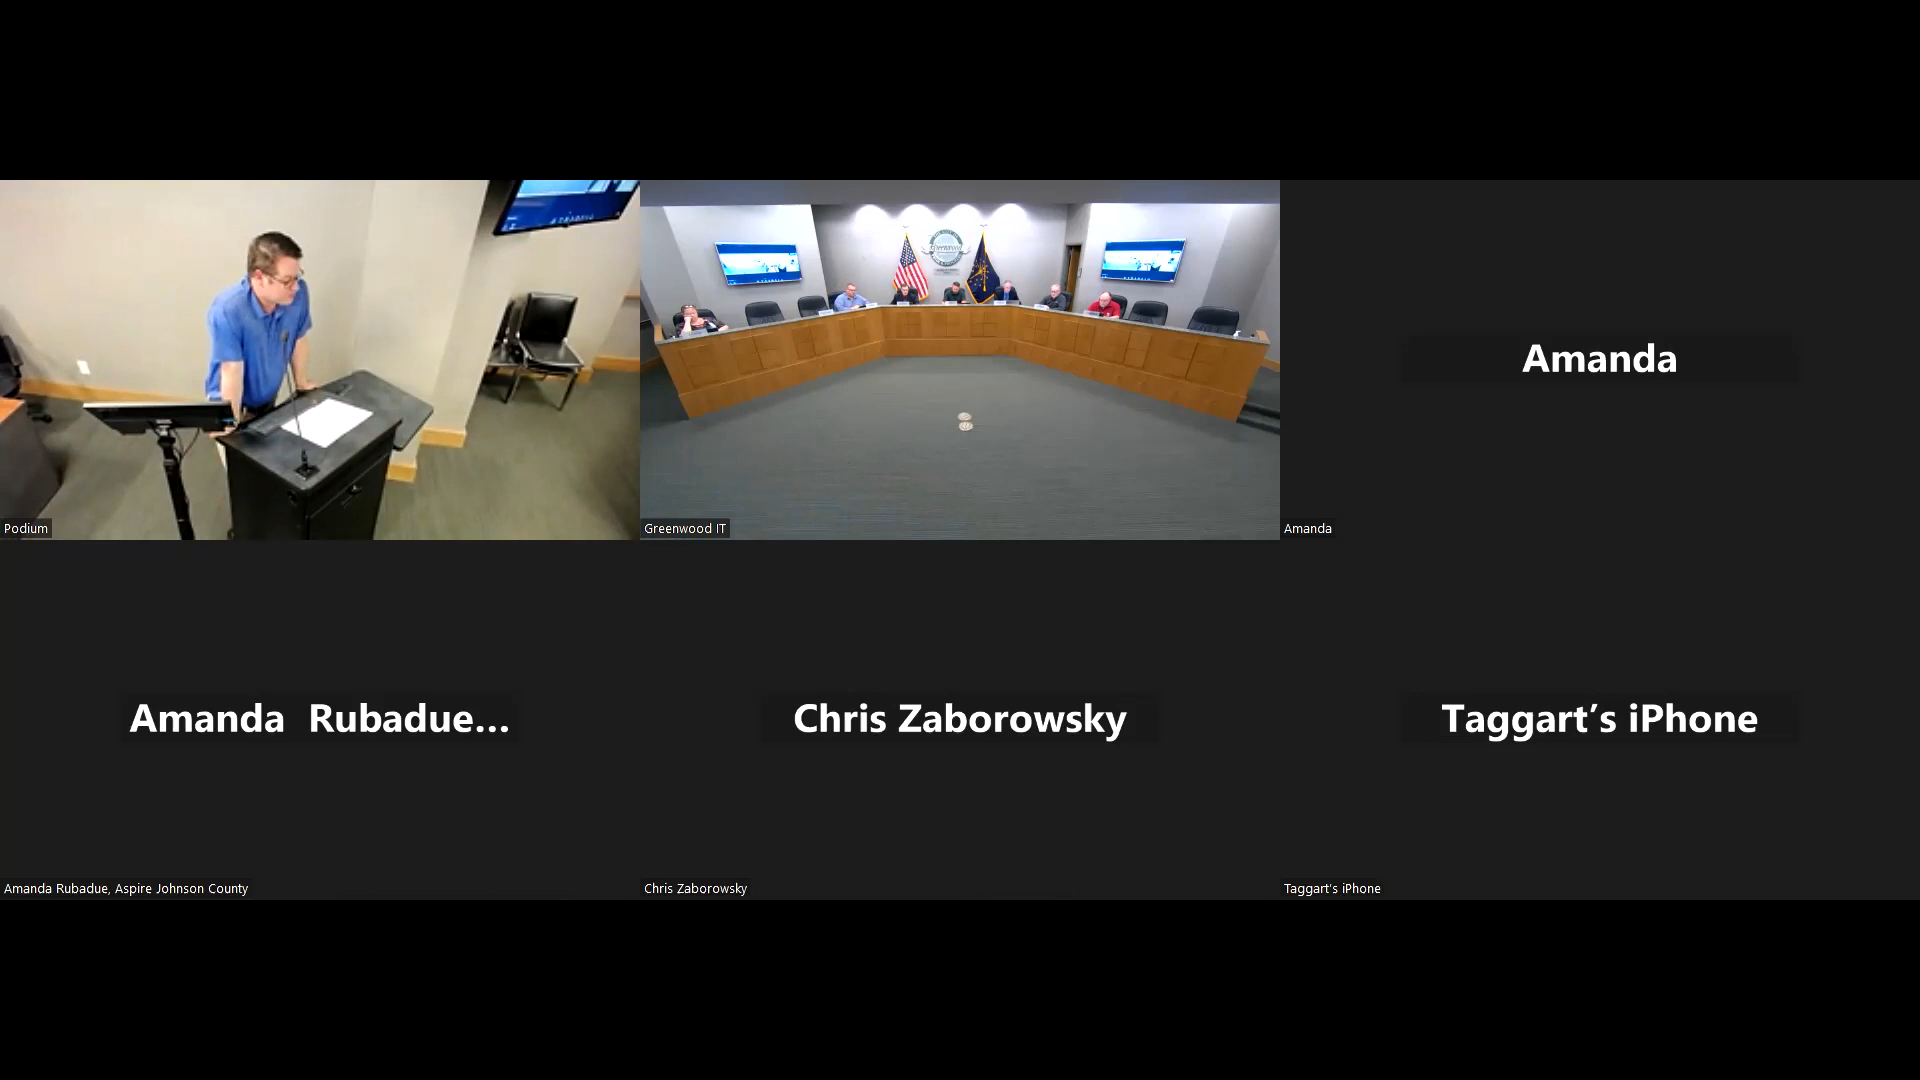 Amanda
Podium
Greenwood IT
Amanda
Amanda Rubadue...
Chris Zaborowsky
Taggart’s iPhone
Amanda Rubadue, Aspire Johnson County
Chris Zaborowsky
Taggart's iPhone